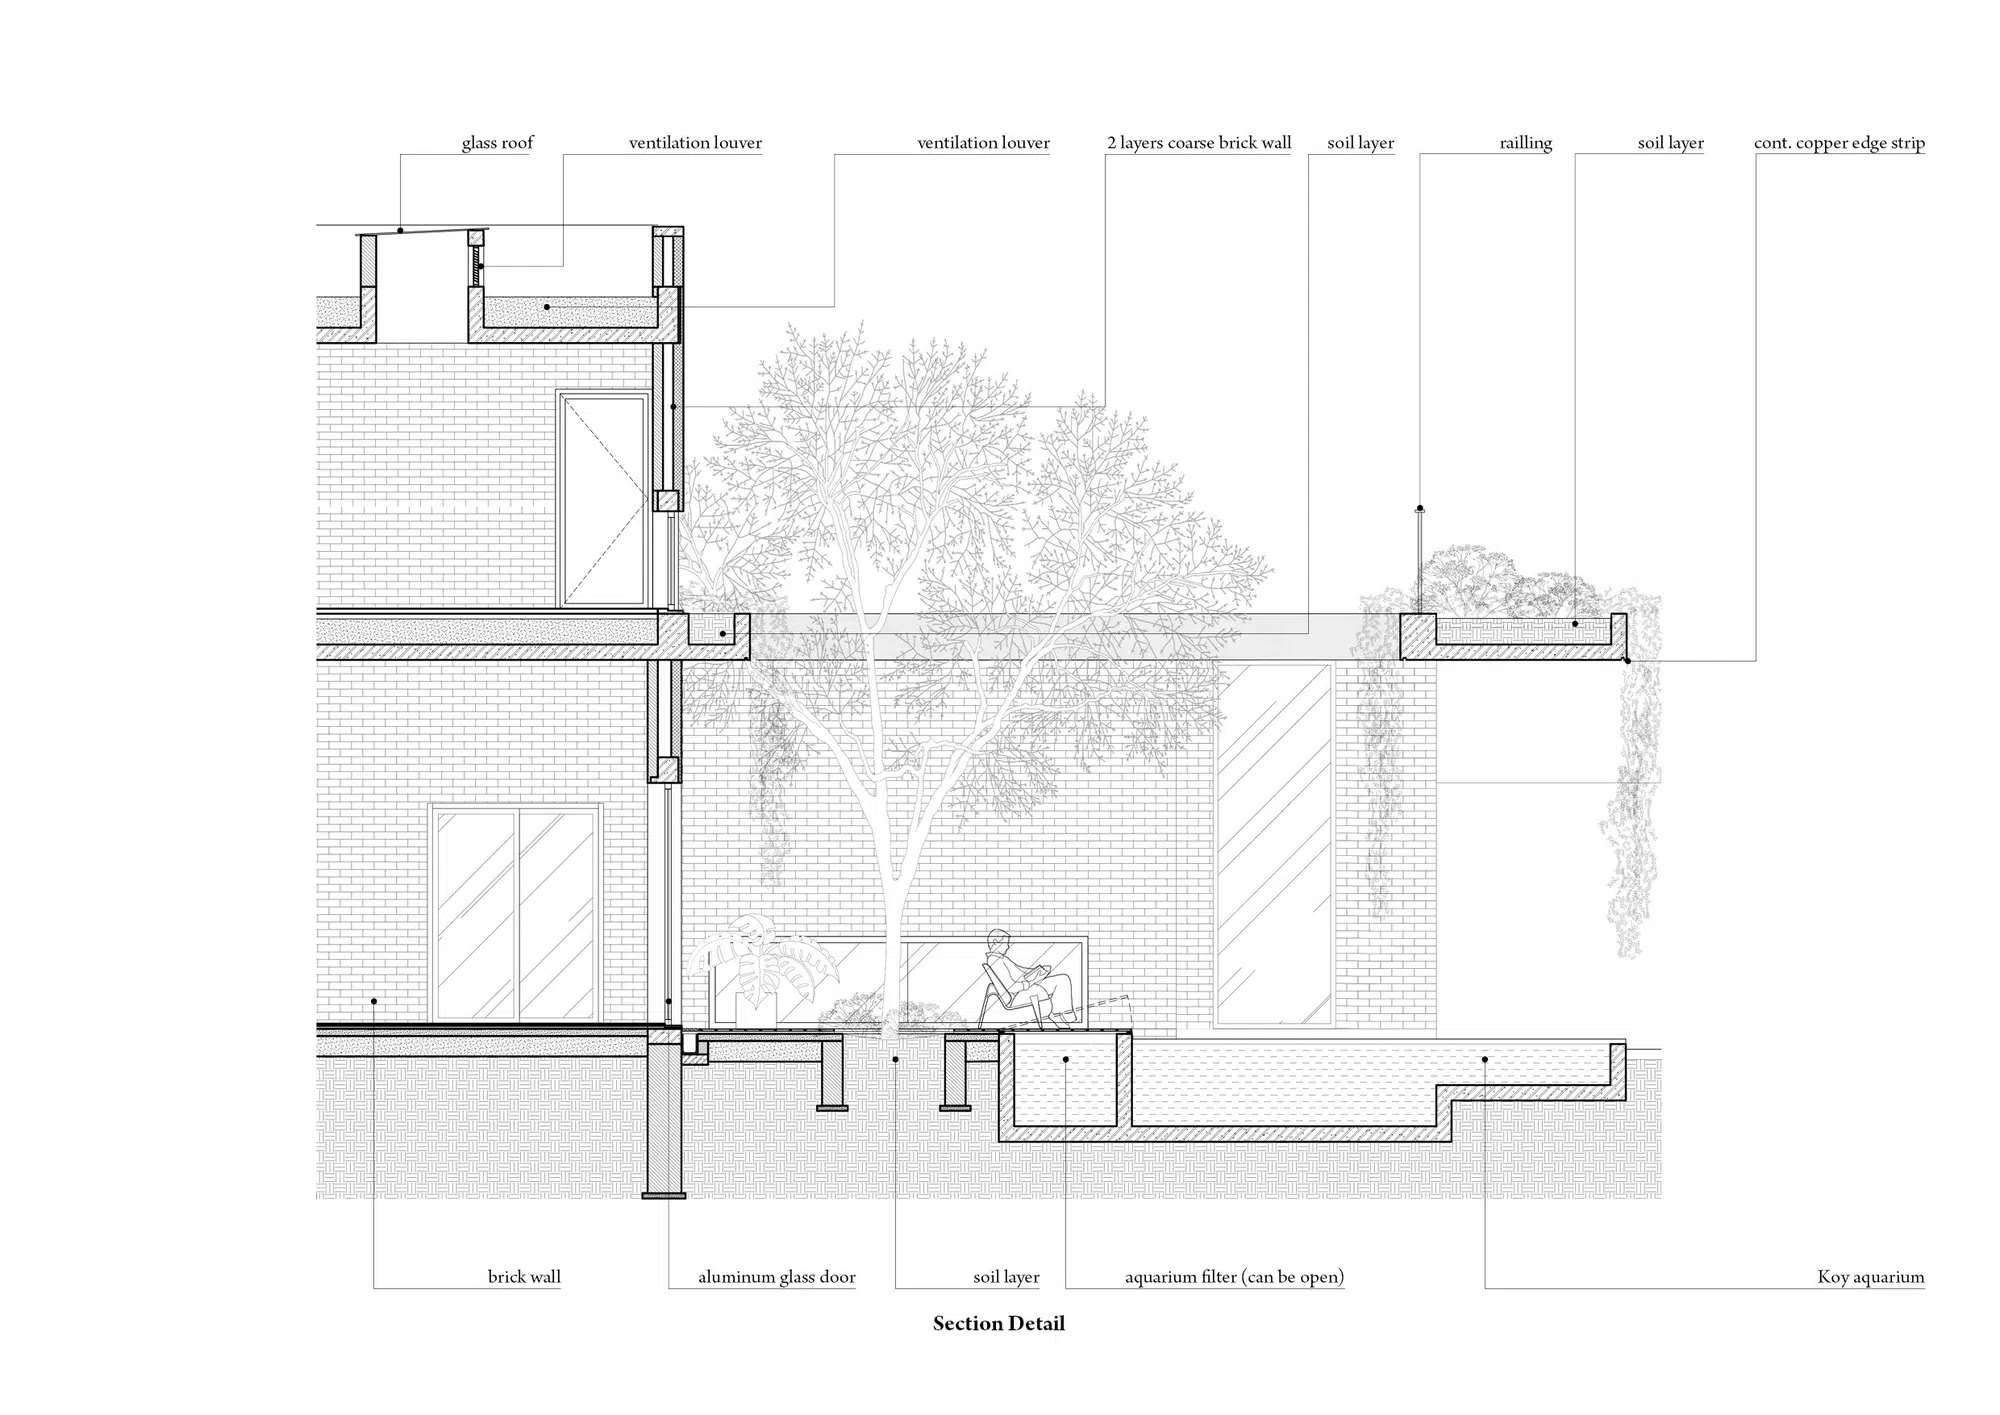 glass roof
ventilation louver
ventilation louver
2 layers coarse brick wall
soil layer
railling
soil layer
cont. copper edge strip
brick wall
aluminum glass door
soil layer
aquarium filter (can be open)
Koy aquarium
Section Detail